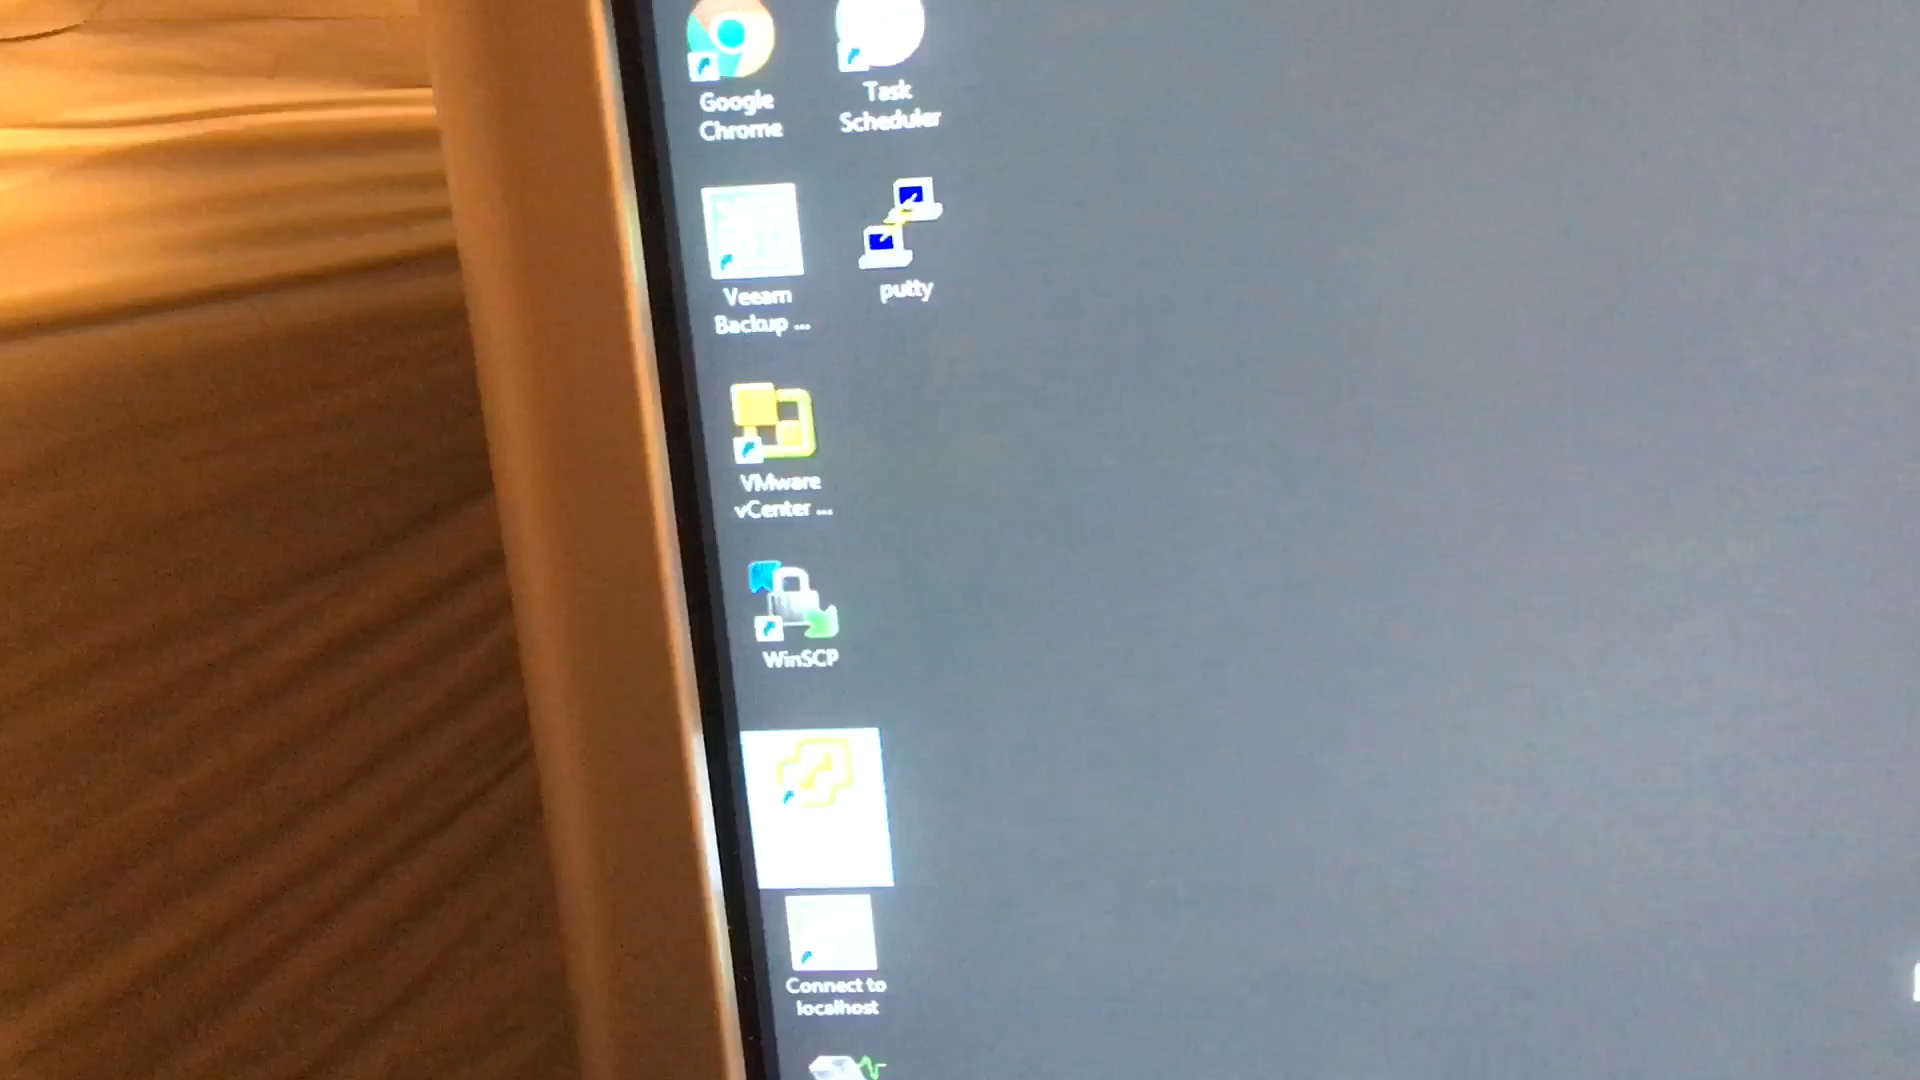 Google
Chrome
Task
Scheduler
Veeam
Backup ...
putty
VMware
vCenter ...
WinSCP
Connect to
localhost